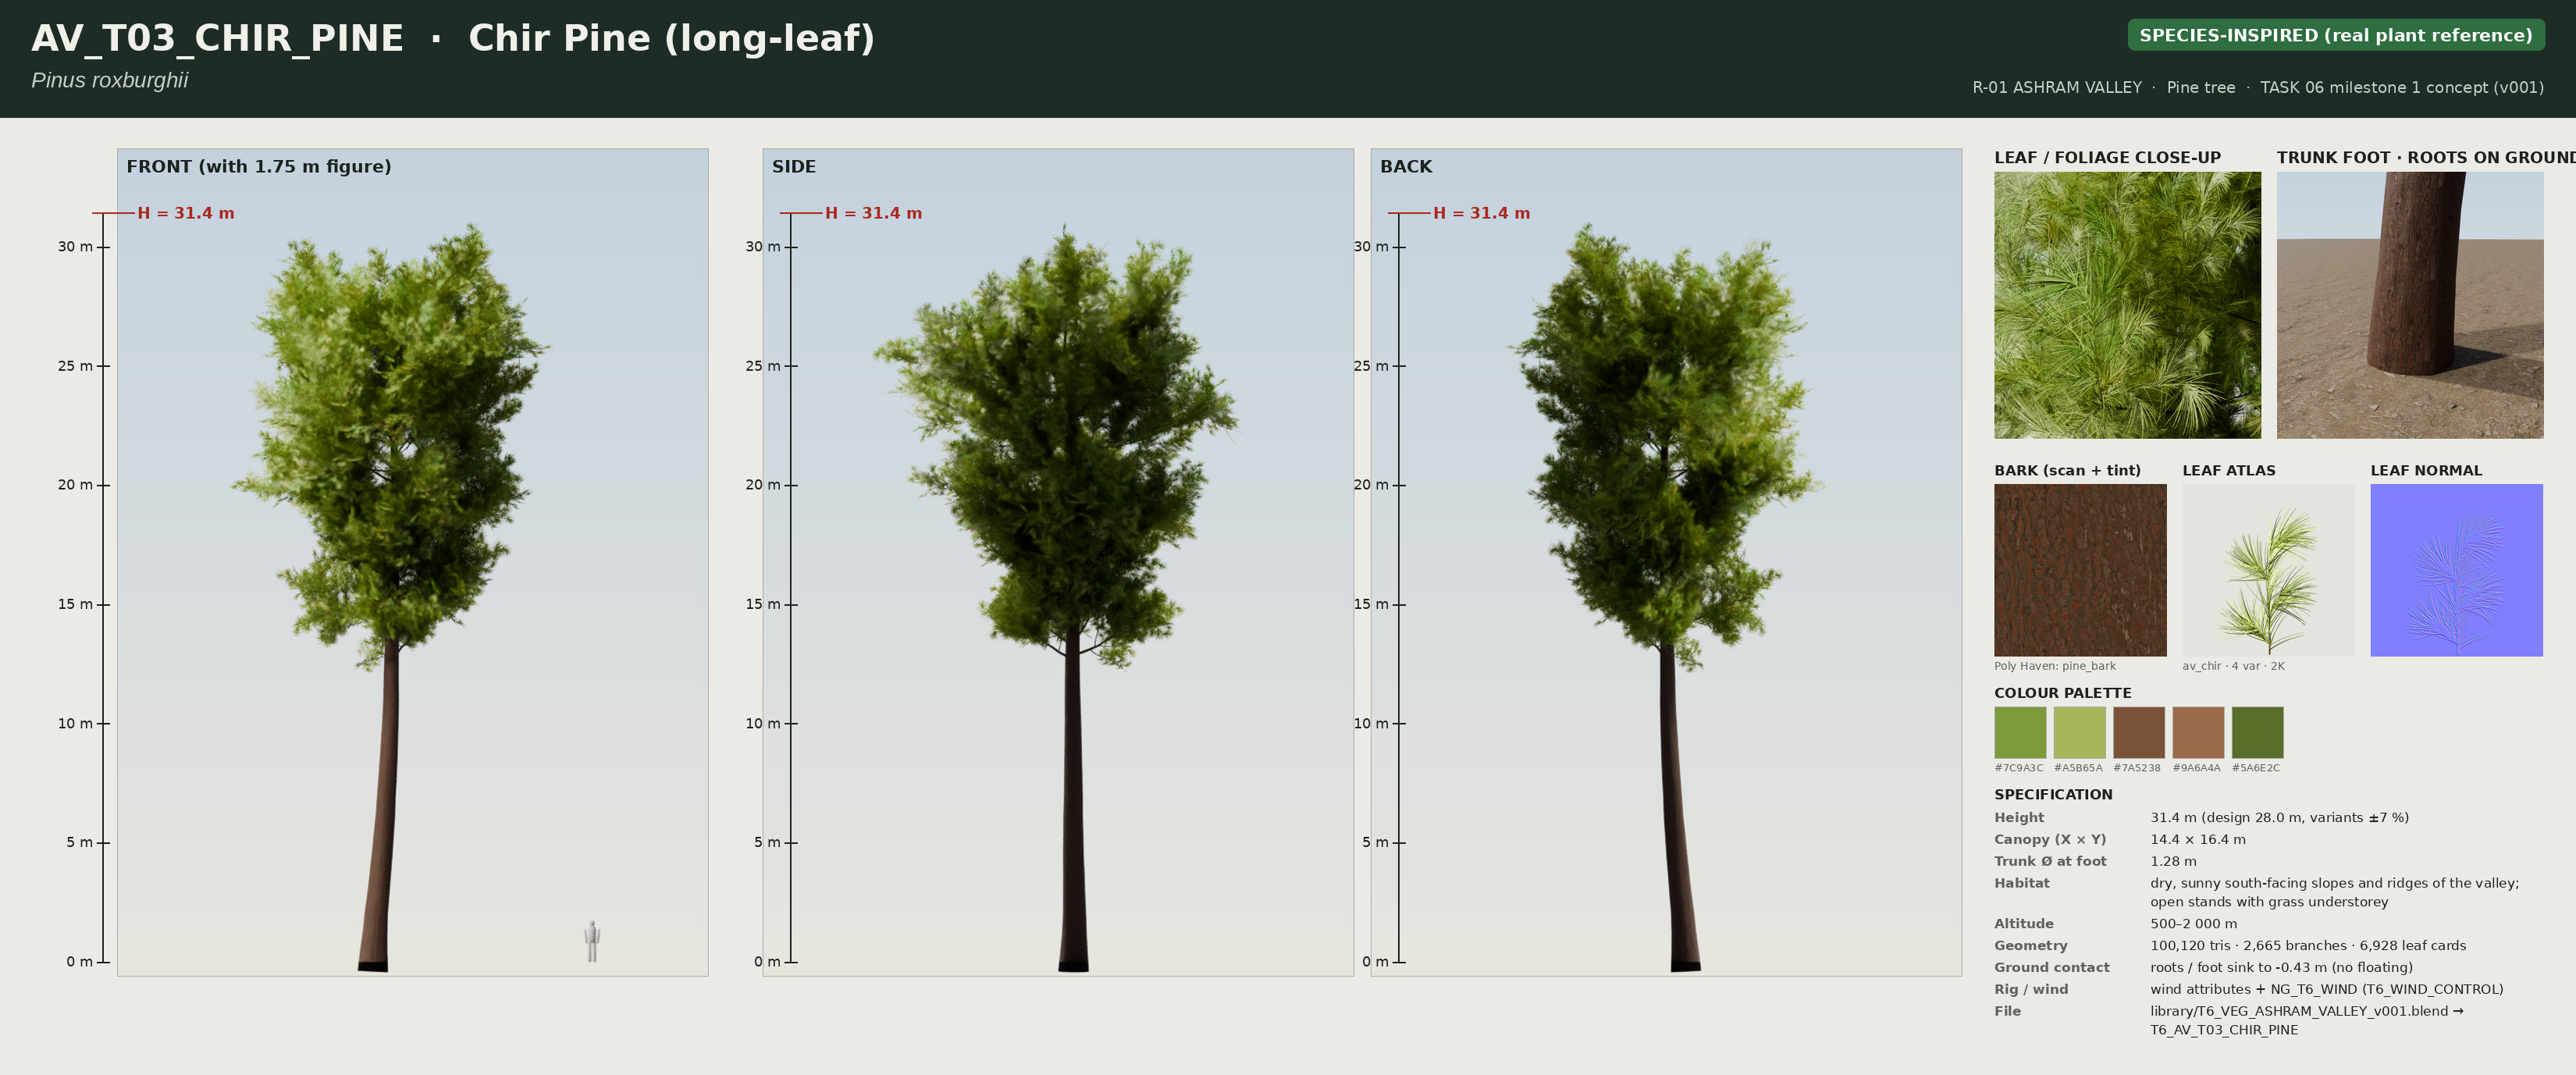 AV_T03_CHIR_PINE · Chir Pine (long-leaf)
Pinus roxburghii
SPECIES-INSPIRED (real plant reference)
R-01 ASHRAM VALLEY · Pine tree · TASK 06 milestone 1 concept (v001)
FRONT (with 1.75 m figure)
H = 31.4 m
30 m
25 m
20 m
15 m
10 m
5 m
0 m
SIDE
H = 31.4 m
30 m
25 m
20 m
15 m
10 m
5 m
0 m
BACK
H = 31.4 m
30 m
25 m
20 m
15 m
10 m
5 m
0 m
LEAF / FOLIAGE CLOSE-UP
TRUNK FOOT · ROOTS ON GROUND
BARK (scan + tint)
LEAF ATLAS
LEAF NORMAL
Poly Haven: pine_bark
av_chir · 4 var · 2K
COLOUR PALETTE
#7C9A3C #A5B65A #7A5238 #9A6A4A #5A6E2C
SPECIFICATION
Height 31.4 m (design 28.0 m, variants ±7 %)
Canopy (X × Y) 14.4 × 16.4 m
Trunk Ø at foot 1.28 m
Habitat dry, sunny south-facing slopes and ridges of the valley;
open stands with grass understorey
Altitude 500–2 000 m
Geometry 100,120 tris · 2,665 branches · 6,928 leaf cards
Ground contact roots / foot sink to -0.43 m (no floating)
Rig / wind wind attributes + NG_T6_WIND (T6_WIND_CONTROL)
File library/T6_VEG_ASHRAM_VALLEY_v001.blend →
T6_AV_T03_CHIR_PINE